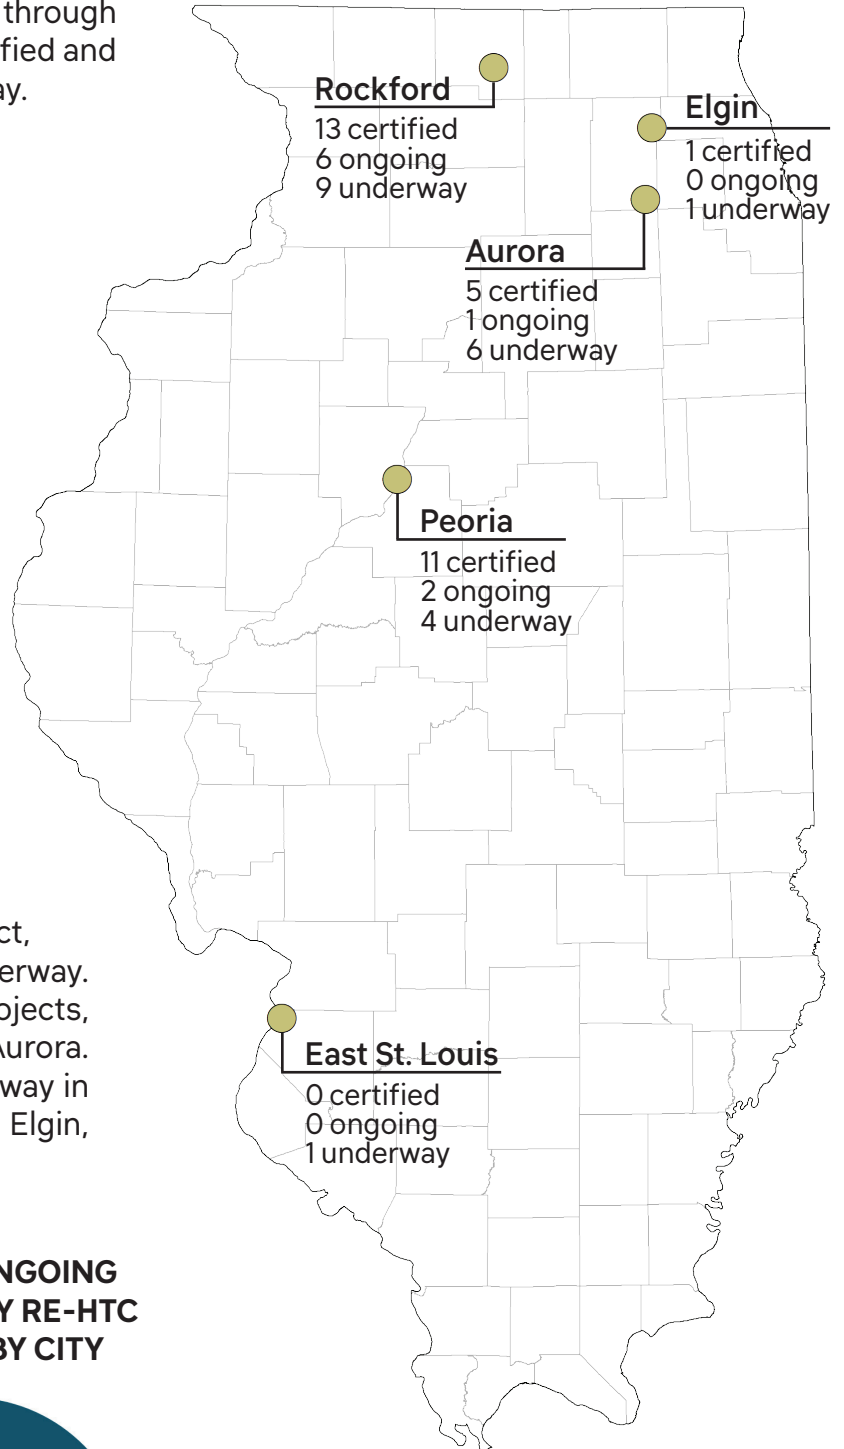 through
fied and
ay.
Rockford
13 certified
6 ongoing
9 underway
Elgin
1 certified
0 ongoing
1 underway
Aurora
5 certified
1 ongoing
6 underway
Peoria
11 certified
2 ongoing
4 underway
ct,
erway.
ojects,
Aurora.
way in
Elgin,
East St. Louis
0 certified
0 ongoing
1 underway
NGOING
Y RE-HTC
BY CITY